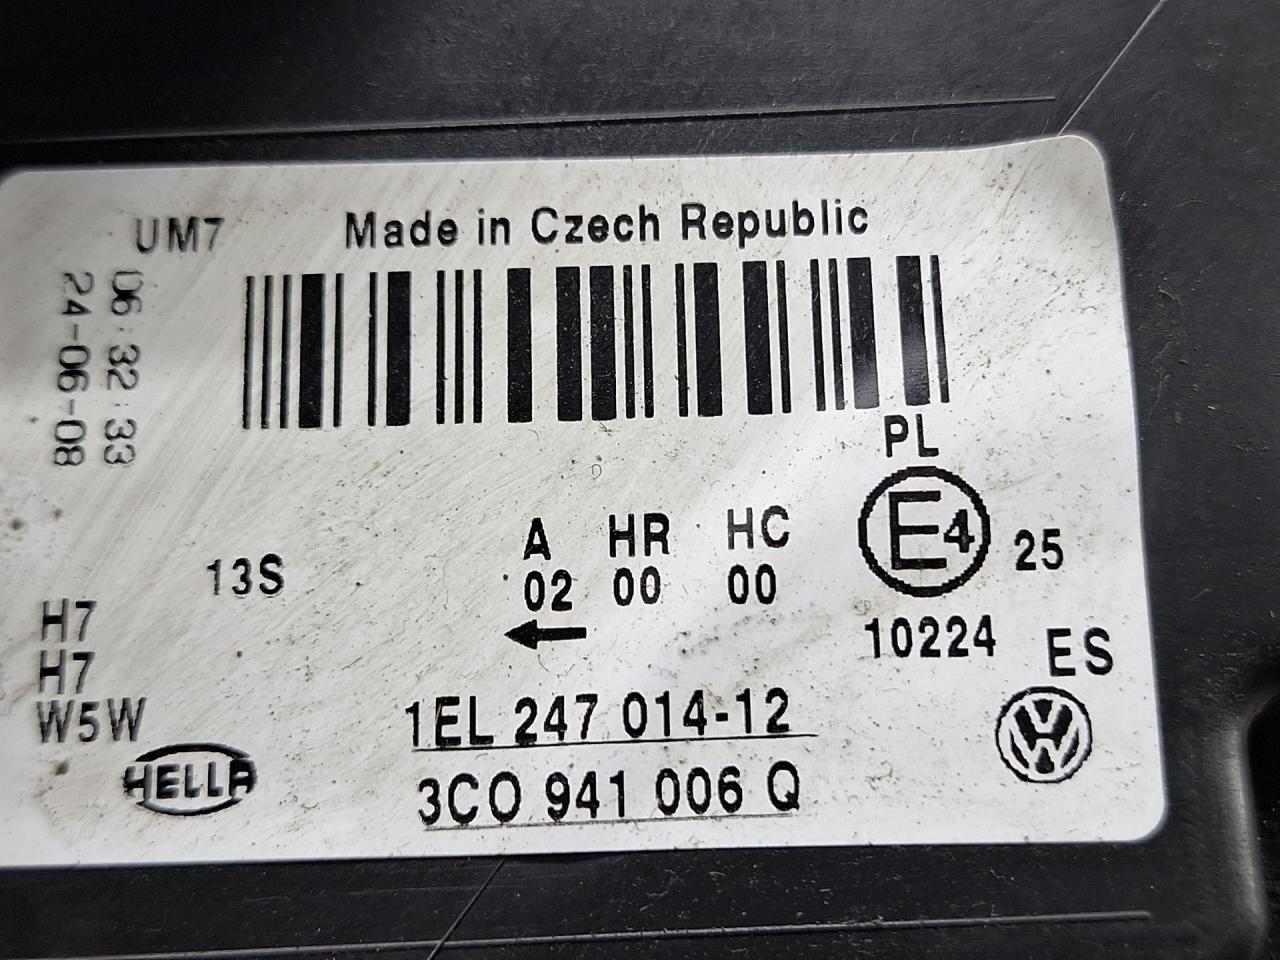 UM7
Made in Czech Republic
06:32:33
24-06-08
PL
A HR HC
02 00 00
E4 25
10224
13S
H7
H7
W5W
ES
1EL 247 014-12
HELLA
3C0 941 006 Q
VW